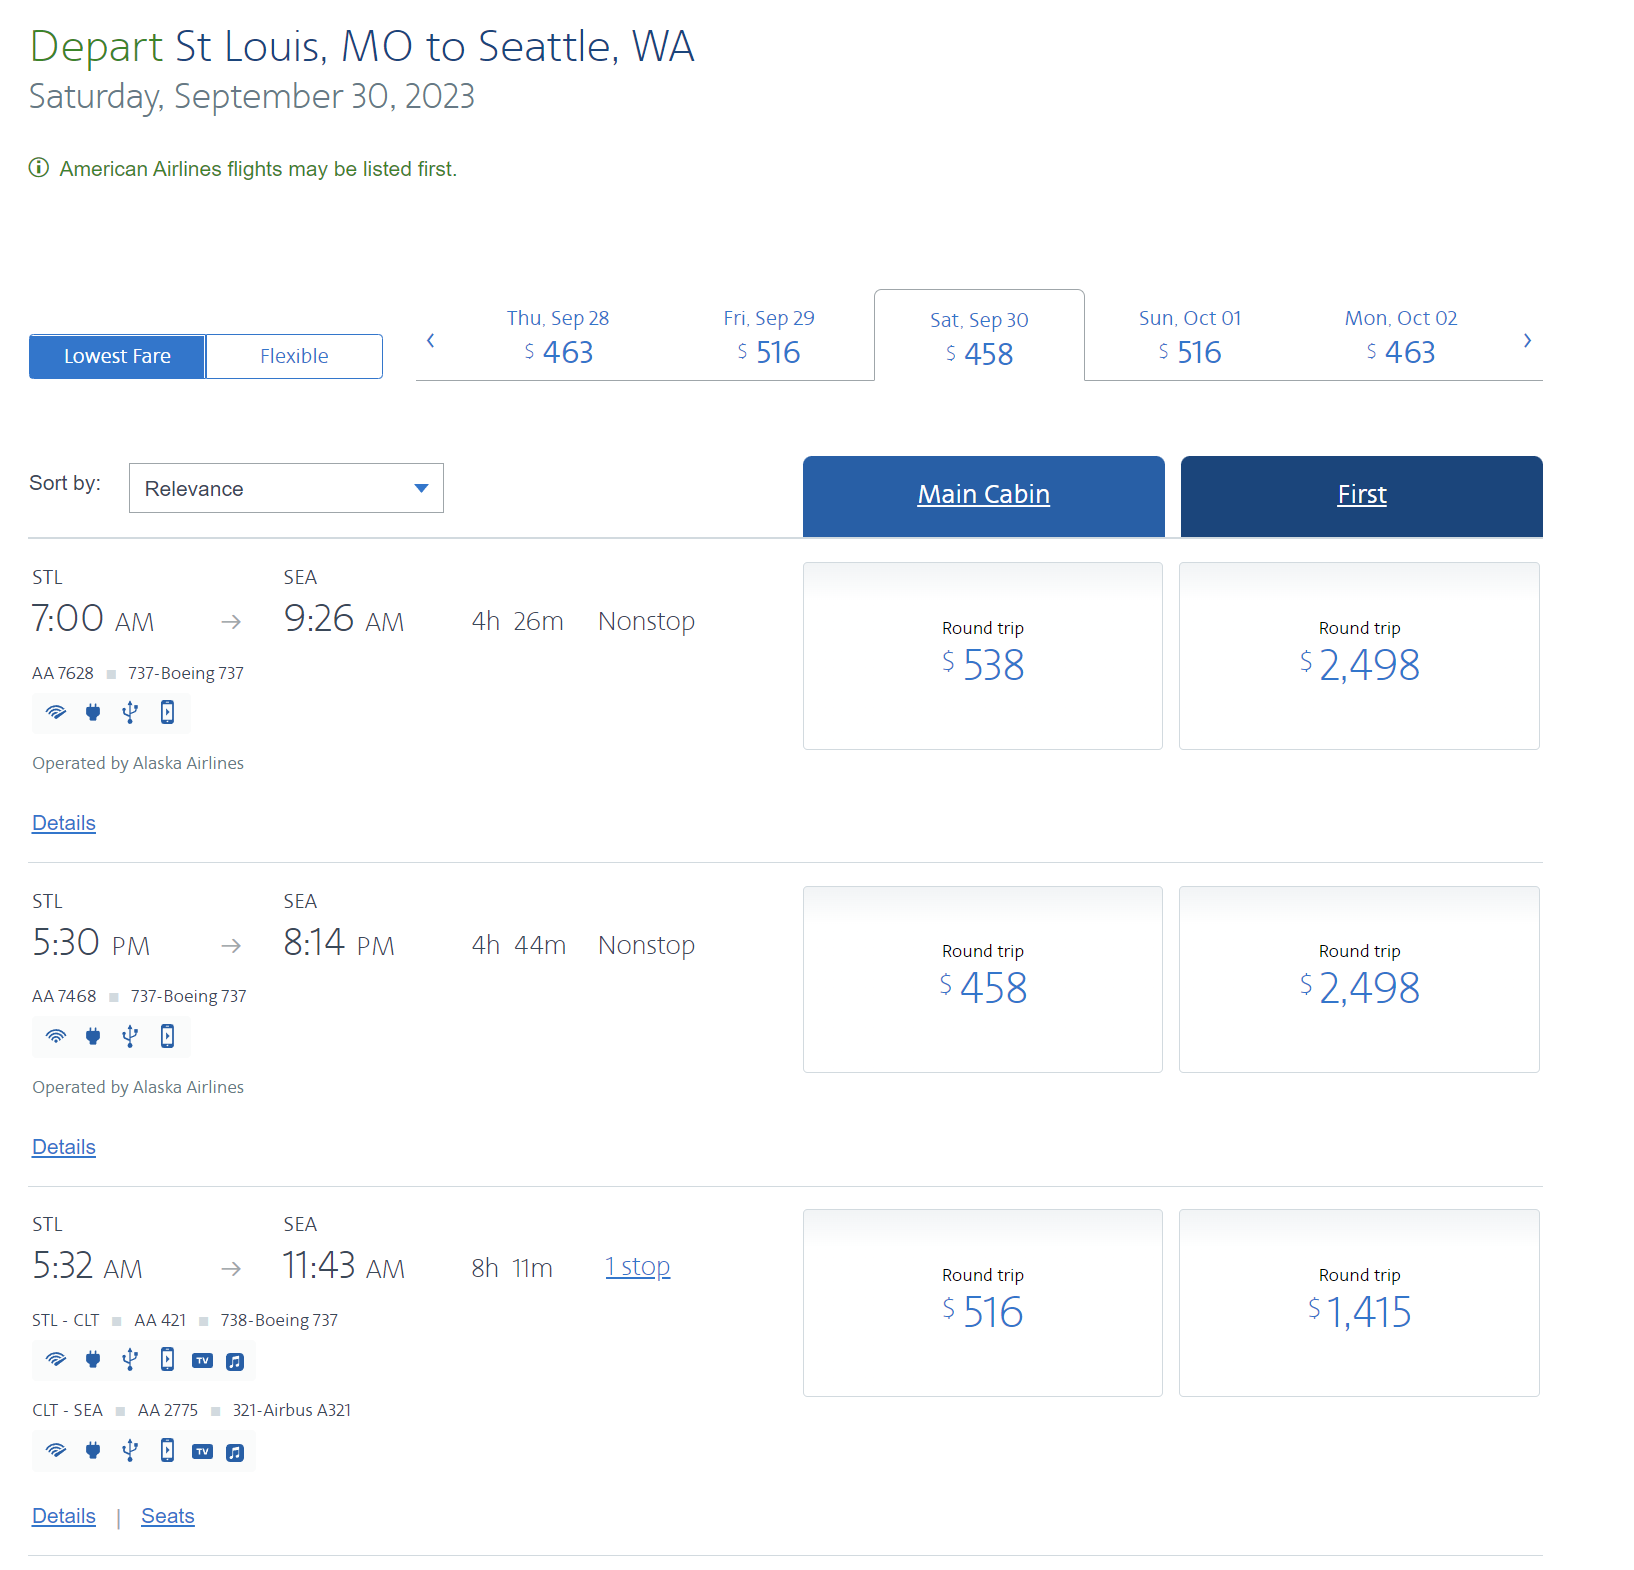 Depart St Louis, MO to Seattle, WA
Saturday, September 30, 2023
American Airlines flights may be listed first.
Lowest Fare Flexible
Thu, Sep 28 Fri, Sep 29 Sat, Sep 30 Sun, Oct 01 Mon, Oct 02
$ 463 $ 516 $ 458 $ 516 $ 463
Sort by: Relevance
Main Cabin First
STL SEA
7:00 AM → 9:26 AM 4h 26m Nonstop
AA 7628 ■ 737-Boeing 737
Operated by Alaska Airlines
Details
Round trip
$ 538
Round trip
$ 2,498
STL SEA
5:30 PM → 8:14 PM 4h 44m Nonstop
AA 7468 ■ 737-Boeing 737
Operated by Alaska Airlines
Details
Round trip
$ 458
Round trip
$ 2,498
STL SEA
5:32 AM → 11:43 AM 8h 11m 1 stop
STL - CLT ■ AA 421 ■ 738-Boeing 737
TV
CLT - SEA ■ AA 2775 ■ 321-Airbus A321
TV
Details | Seats
Round trip
$ 516
Round trip
$ 1,415